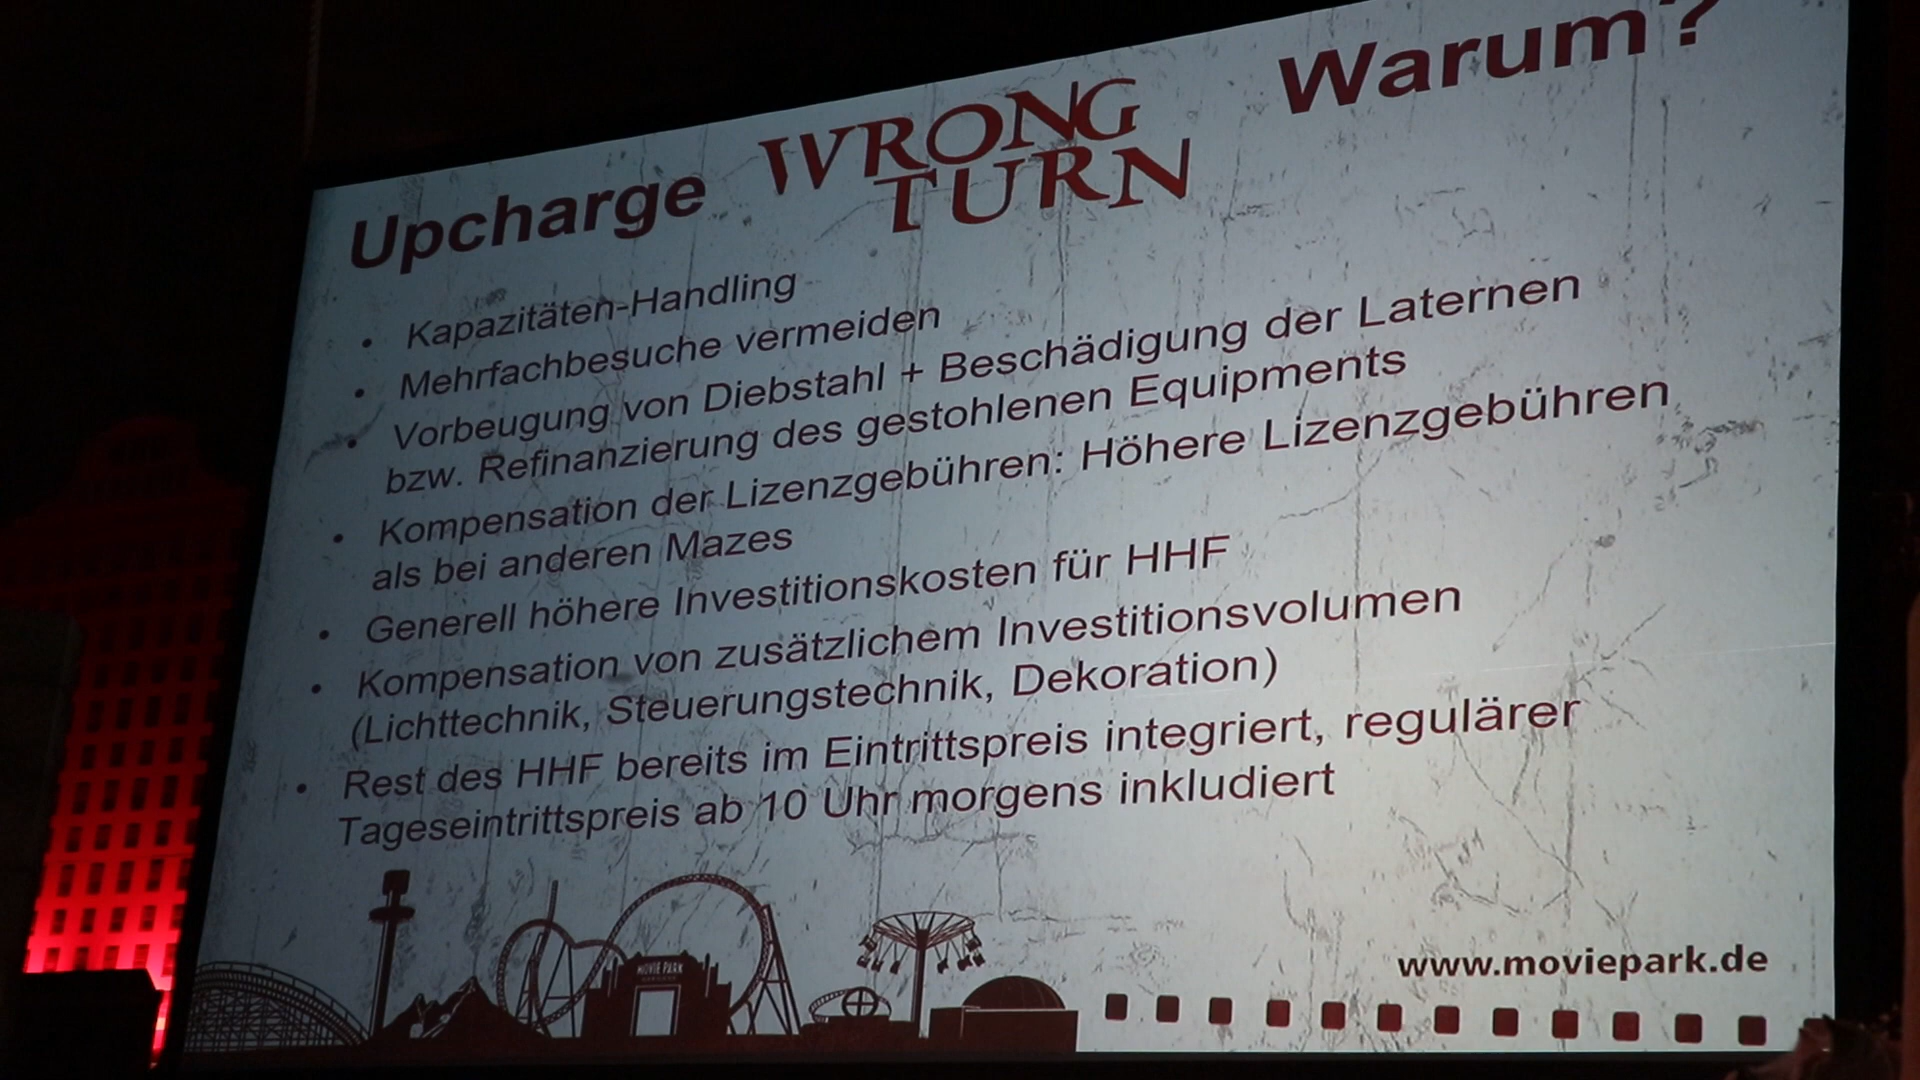 Upcharge WRONG TURN Warum?
• Kapazitäten-Handling
• Mehrfachbesuche vermeiden
• Vorbeugung von Diebstahl + Beschädigung der Laternen
bzw. Refinanzierung des gestohlenen Equipments
• Kompensation der Lizenzgebühren: Höhere Lizenzgebühren
als bei anderen Mazes
• Generell höhere Investitionskosten für HHF
• Kompensation von zusätzlichem Investitionsvolumen
(Lichttechnik, Steuerungstechnik, Dekoration)
• Rest des HHF bereits im Eintrittspreis integriert, regulärer
Tageseintrittspreis ab 10 Uhr morgens inkludiert
MOVIE PARK
www.moviepark.de